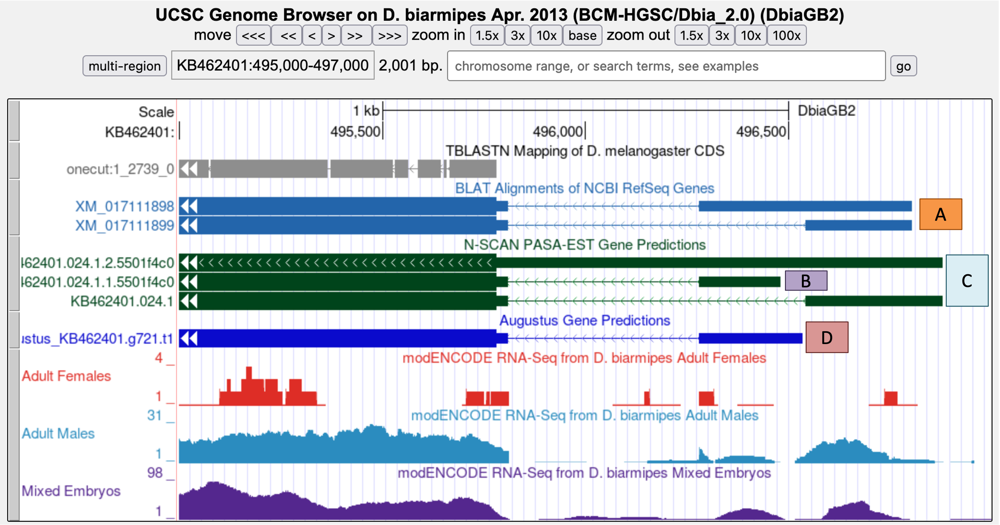 UCSC Genome Browser on D. biarmipes Apr. 2013 (BCM-HGSC/Dbia_2.0) (DbiaGB2)
move <<< << < > >> >>> zoom in 1.5x 3x 10x base zoom out 1.5x 3x 10x 100x
multi-region KB462401:495,000-497,000 2,001 bp. chromosome range, or search terms, see examples go
Scale 1 kb DbiaGB2
KB462401: 495,500 496,000 496,500
TBLASTN Mapping of D. melanogaster CDS
onecut:1_2739_0
BLAT Alignments of NCBI RefSeq Genes
XM_017111898
A
XM_017111899
N-SCAN PASA-EST Gene Predictions
462401.024.1.2.5501f4c0
462401.024.1.1.5501f4c0 B C
KB462401.024.1
Augustus Gene Predictions
ustus_KB462401.g721.t1 D
4 modENCODE RNA-Seq from D. biarmipes Adult Females
Adult Females
1
31 modENCODE RNA-Seq from D. biarmipes Adult Males
Adult Males
1
98 modENCODE RNA-Seq from D. biarmipes Mixed Embryos
Mixed Embryos
1